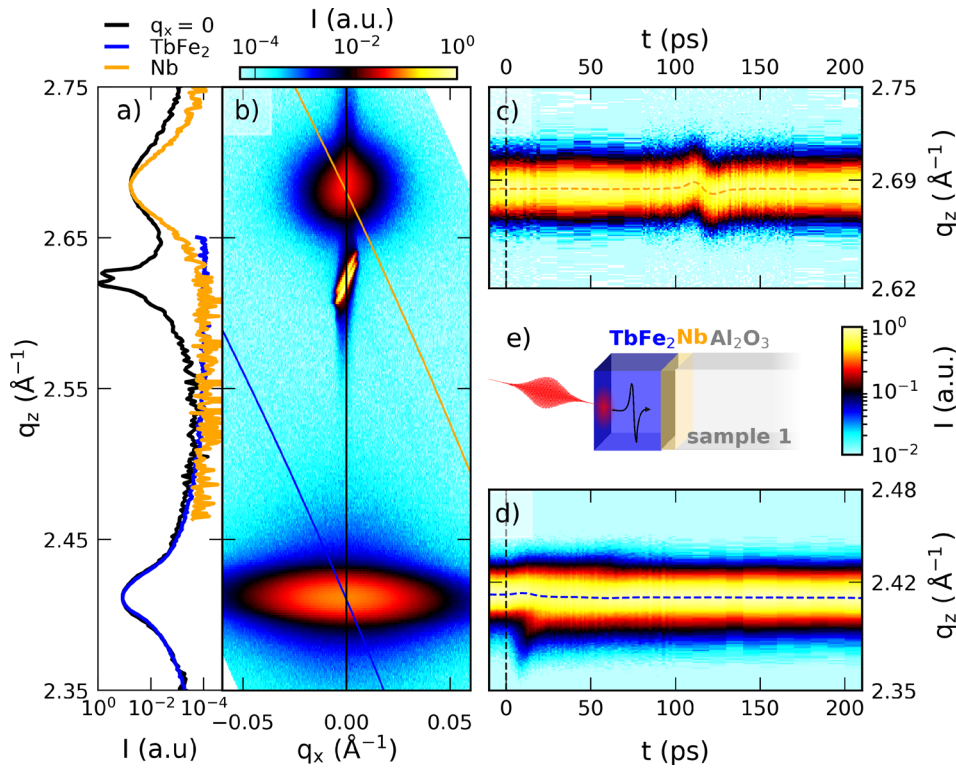 q_x = 0
TbFe₂
Nb
I (a.u.)
10⁻⁴ 10⁻² 10⁰
a)
b)
2.75
2.65
2.55
2.45
2.35
q_z (Å⁻¹)
10⁰ 10⁻² 10⁻⁴
I (a.u)
−0.05 0.00 0.05
q_x (Å⁻¹)
t (ps)
0 50 100 150 200
c)
2.75
2.69
2.62
q_z (Å⁻¹)
e)
TbFe₂ Nb Al₂O₃
sample 1
10⁰
10⁻¹
10⁻²
I (a.u.)
d)
2.48
2.42
2.35
q_z (Å⁻¹)
0 50 100 150 200
t (ps)